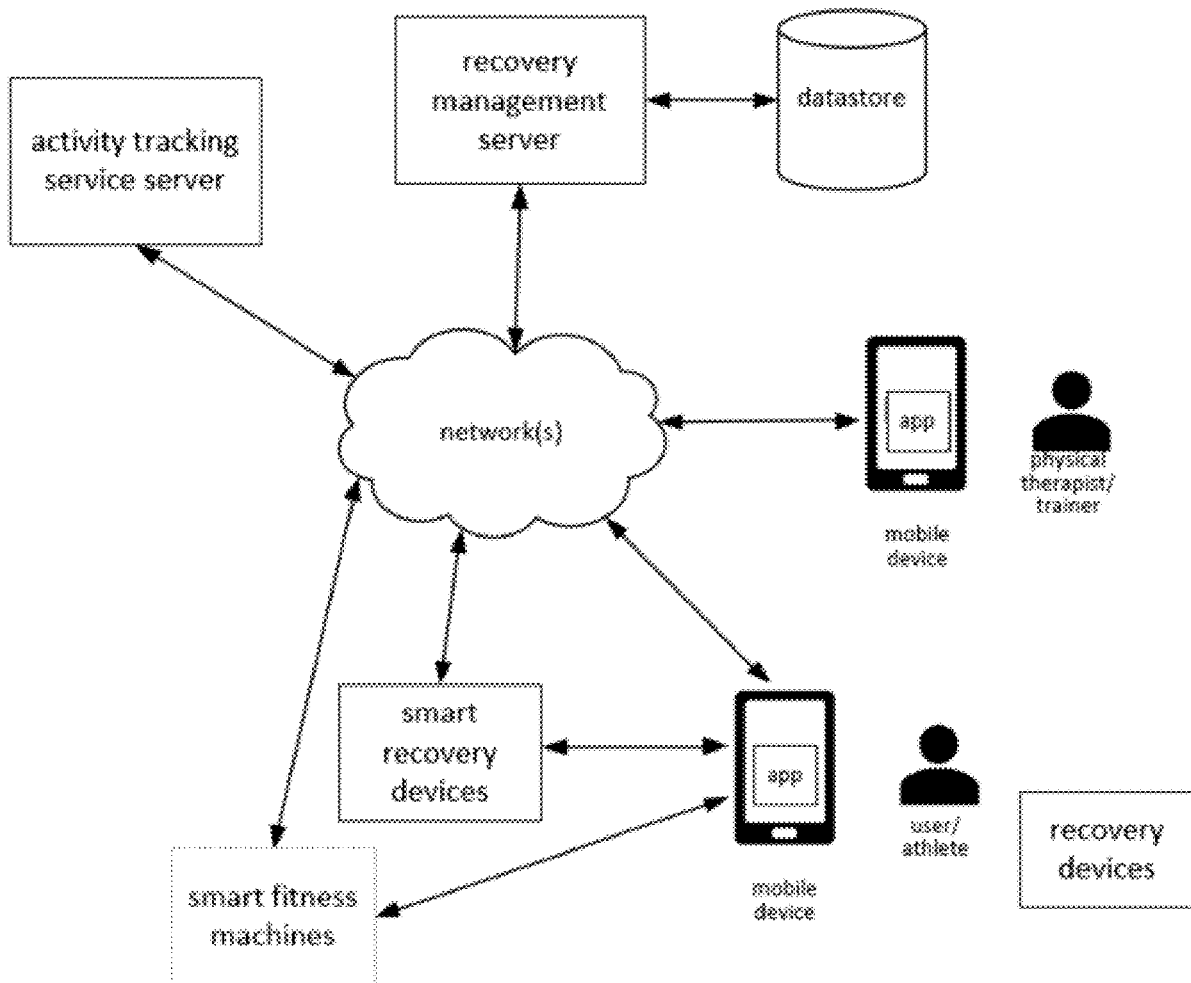 recovery
management
server
datastore
activity tracking
service server
network(s)
app
physical
therapist/
trainer
mobile
device
smart
recovery
devices
app
user/
athlete
recovery
devices
mobile
device
smart fitness
machines